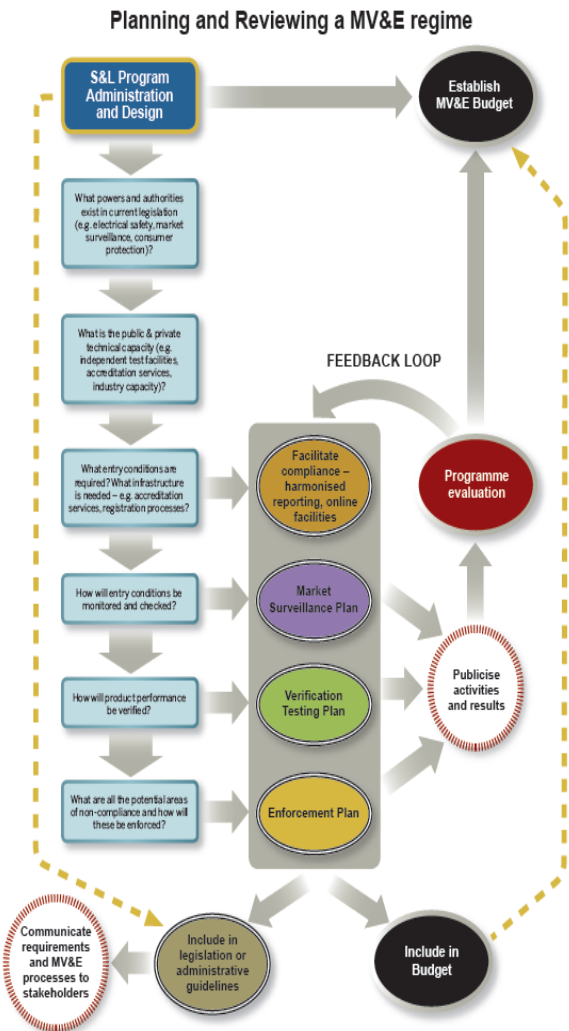 Planning and Reviewing a MV&E regime
S&L Program
Administration
and Design
Establish
MV&E Budget
What powers and authorities
exist in current legislation
(e.g. electrical safety, market
surveillance, consumer
protection)?
What is the public & private
technical capacity (e.g.
independent test facilities,
accreditation services,
industry capacity)?
FEEDBACK LOOP
What entry conditions are
required? What infrastructure
is needed – e.g. accreditation
services, registration processes?
Facilitate
compliance –
harmonised
reporting, online
facilities
Programme
evaluation
How will entry conditions be
monitored and checked?
Market
Surveillance Plan
How will product performance
be verified?
Verification
Testing Plan
Publicise
activities
and results
What are all the potential areas
of non-compliance and how will
these be enforced?
Enforcement Plan
Communicate
requirements
and MV&E
processes to
stakeholders
Include in
legislation or
administrative
guidelines
Include in
Budget